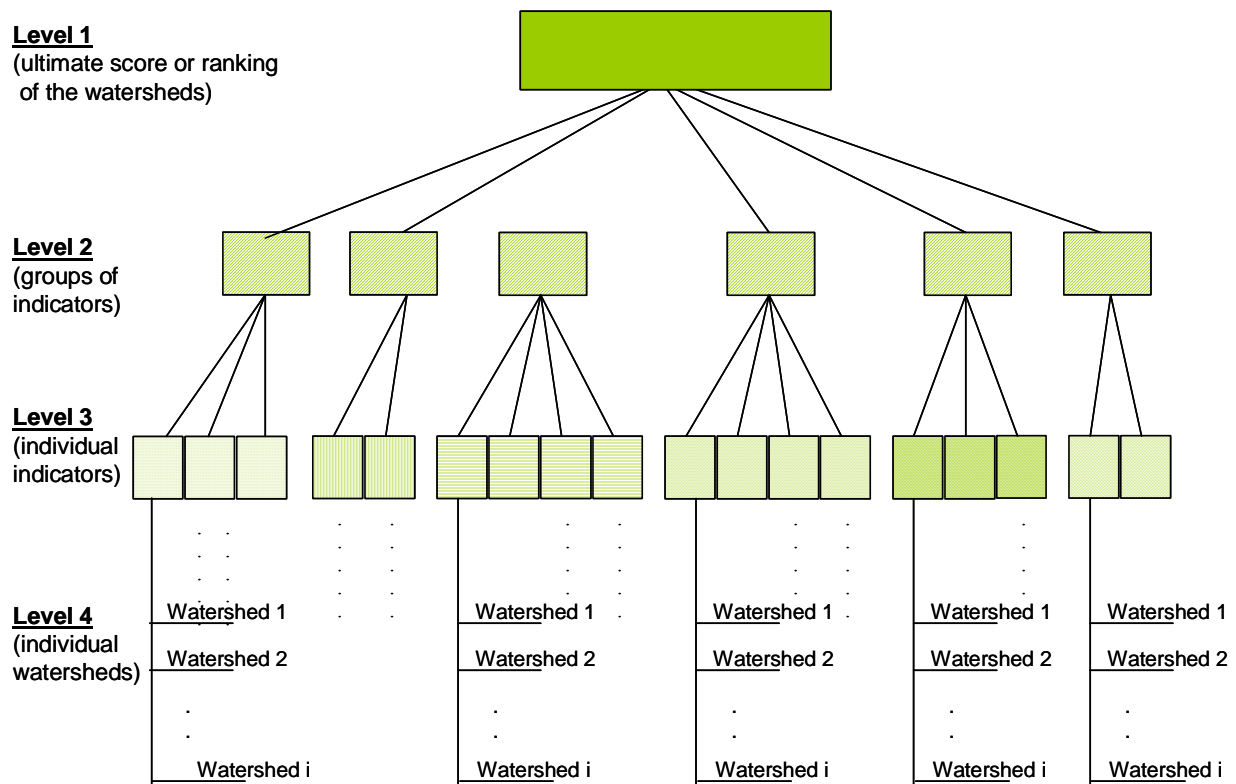 Level 1
(ultimate score or ranking
of the watersheds)
Level 2
(groups of
indicators)
Level 3
(individual
indicators)
Level 4
(individual
watersheds)
Watershed 1
Watershed 1
Watershed 1
Watershed 1
Watershed 1
Watershed 2
Watershed 2
Watershed 2
Watershed 2
Watershed 2
Watershed i
Watershed i
Watershed i
Watershed i
Watershed i